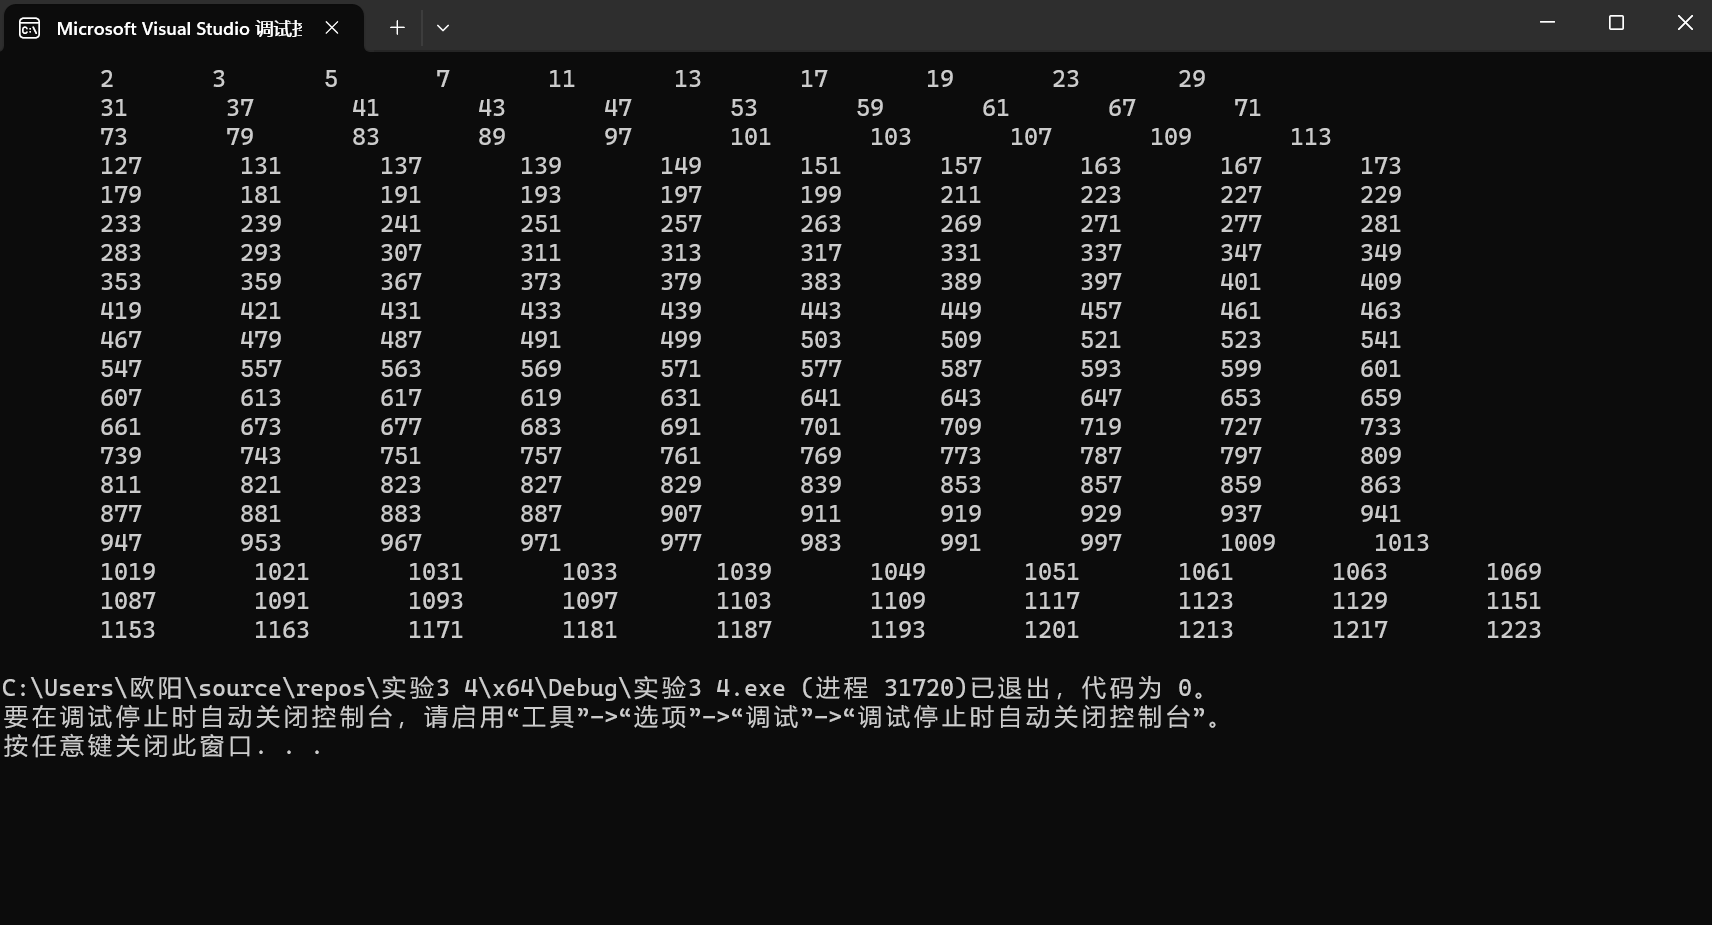 Microsoft Visual Studio 调试控
2 3 5 7 11 13 17 19 23 29
31 37 41 43 47 53 59 61 67 71
73 79 83 89 97 101 103 107 109 113
127 131 137 139 149 151 157 163 167 173
179 181 191 193 197 199 211 223 227 229
233 239 241 251 257 263 269 271 277 281
283 293 307 311 313 317 331 337 347 349
353 359 367 373 379 383 389 397 401 409
419 421 431 433 439 443 449 457 461 463
467 479 487 491 499 503 509 521 523 541
547 557 563 569 571 577 587 593 599 601
607 613 617 619 631 641 643 647 653 659
661 673 677 683 691 701 709 719 727 733
739 743 751 757 761 769 773 787 797 809
811 821 823 827 829 839 853 857 859 863
877 881 883 887 907 911 919 929 937 941
947 953 967 971 977 983 991 997 1009 1013
1019 1021 1031 1033 1039 1049 1051 1061 1063 1069
1087 1091 1093 1097 1103 1109 1117 1123 1129 1151
1153 1163 1171 1181 1187 1193 1201 1213 1217 1223
C:\Users\欧阳\source\repos\实验3 4\x64\Debug\实验3 4.exe (进程 31720)已退出，代码为 0。
要在调试停止时自动关闭控制台，请启用“工具”->“选项”->“调试”->“调试停止时自动关闭控制台”。
按任意键关闭此窗口. . .